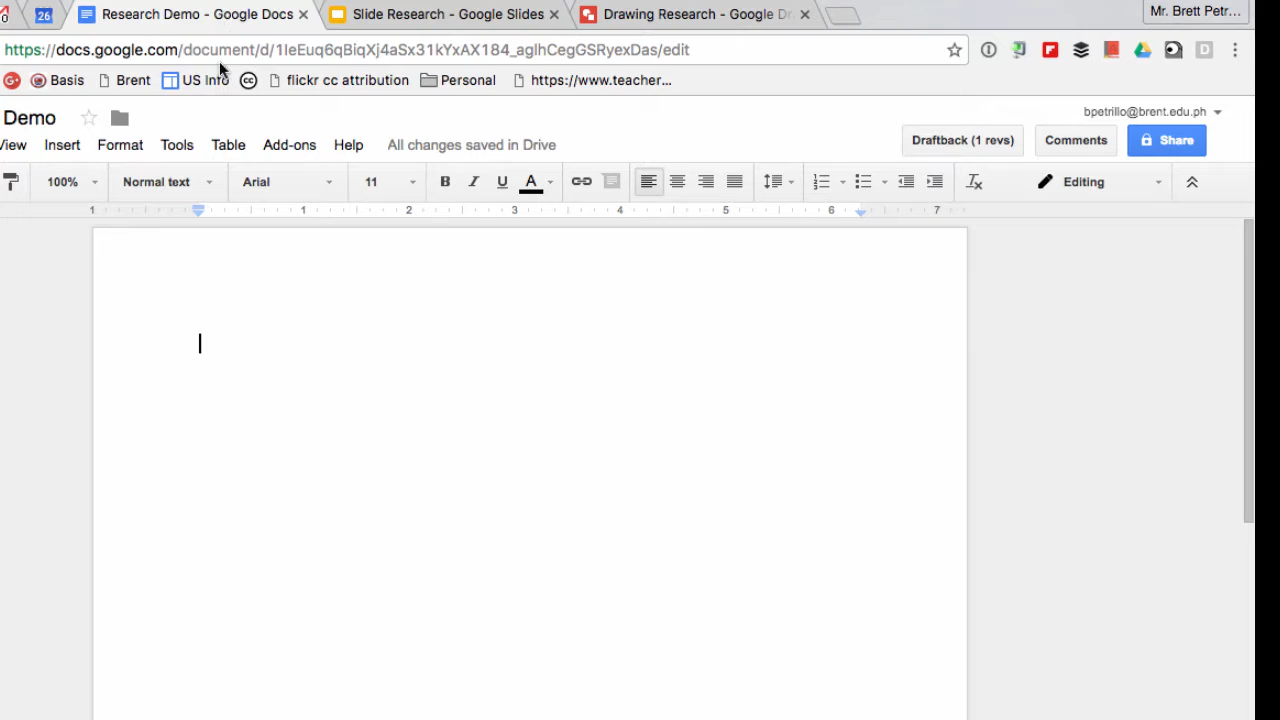 26 Research Demo - Google Docs Slide Research - Google Slides Drawing Research - Google Dr Mr. Brett Petr...
https://docs.google.com/document/d/1IeEuq6qBiqXj4aSx31kYxAX184_aglhCegGSRyexDas/edit
Basis Brent US Info cc flickr cc attribution Personal https://www.teacher...
Demo bpetrillo@brent.edu.ph
View Insert Format Tools Table Add-ons Help All changes saved in Drive Draftback (1 revs) Comments Share
100% Normal text Arial 11 B I U A Editing
1 1 2 3 4 5 6 7